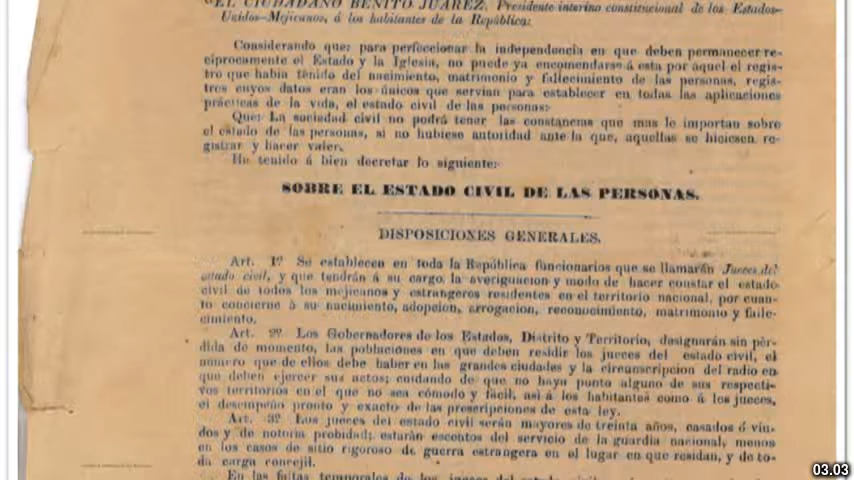 EL CIUDADANO BENITO JUAREZ, Presidente interino constitucional de los Estados-
Unidos-Mejicanos, á los habitantes de la República:
Considerando que: para perfeccionar la independencia en que deben permanecer re-
ciprocamente el Estado y la Iglesia, no puede ya encomendarse á esta por aquel el regis-
tro que habia tenido del nacimiento, matrimonio y fallecimiento de las personas, regis-
tros cuyos datos eran los únicos que servian para establecer en todas las aplicaciones
prácticas de la vida, el estado civil de las personas:
Que: La sociedad civil no podrá tener las constancias que mas le importan sobre
el estado de las personas, si no hubiese autoridad ante la que, aquellas se hiciesen re-
gistrar y hacer valer.
He tenido á bien decretar lo siguiente:
SOBRE EL ESTADO CIVIL DE LAS PERSONAS.
DISPOSICIONES GENERALES.
Art. 1º Se establecen en toda la República funcionarios que se llamarán Jueces del
estado civil, y que tendrán á su cargo la averiguacion y modo de hacer constar el estado
civil de todos los mejicanos y estrangeros residentes en el territorio nacional, por cuan-
to concierne á su nacimiento, adopcion, arrogacion, reconocimiento, matrimonio y falle-
cimiento.
Art. 2º Los Gobernadores de los Estados, Distrito y Territorio, designarán sin pér-
dida de momento, las poblaciones en que deben residir los jueces del estado civil, el
número que de ellos debe haber en las grandes ciudades y la circunscripcion del radio en
que deben ejercer sus actos; cuidando de que no haya punto alguno de sus respecti-
vos territorios en el que no sea cómodo y fácil, así á los habitantes como á los jueces,
el desempeño pronto y exacto de las prescripciones de esta ley.
Art. 3º Los jueces del estado civil serán mayores de treinta años, casados ó viu-
dos y de notoria probidad; estarán escentos del servicio de la guardia nacional, menos
en los casos de sitio rigoroso de guerra estrangera en el lugar en que residan, y de to-
da carga concejil.
En las faltas temporales de los jueces del estado civil
03.03